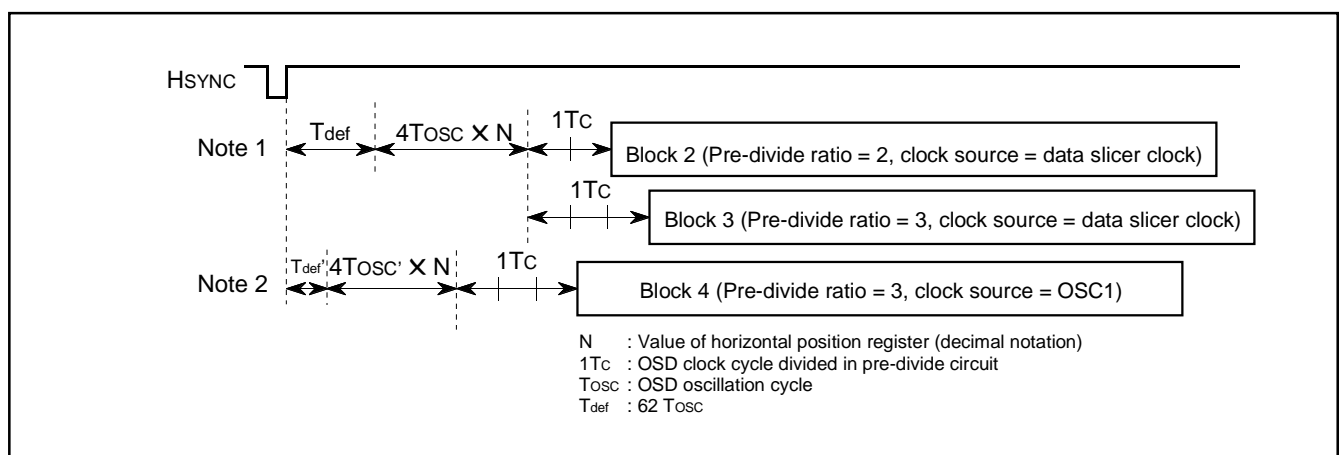 HSYNC
Tdef 4TOSC X N 1TC
Note 1
Block 2 (Pre-divide ratio = 2, clock source = data slicer clock)
1TC
Block 3 (Pre-divide ratio = 3, clock source = data slicer clock)
Tdef' 4TOSC' X N 1TC
Note 2
Block 4 (Pre-divide ratio = 3, clock source = OSC1)
N : Value of horizontal position register (decimal notation)
1TC : OSD clock cycle divided in pre-divide circuit
TOSC : OSD oscillation cycle
Tdef : 62 TOSC